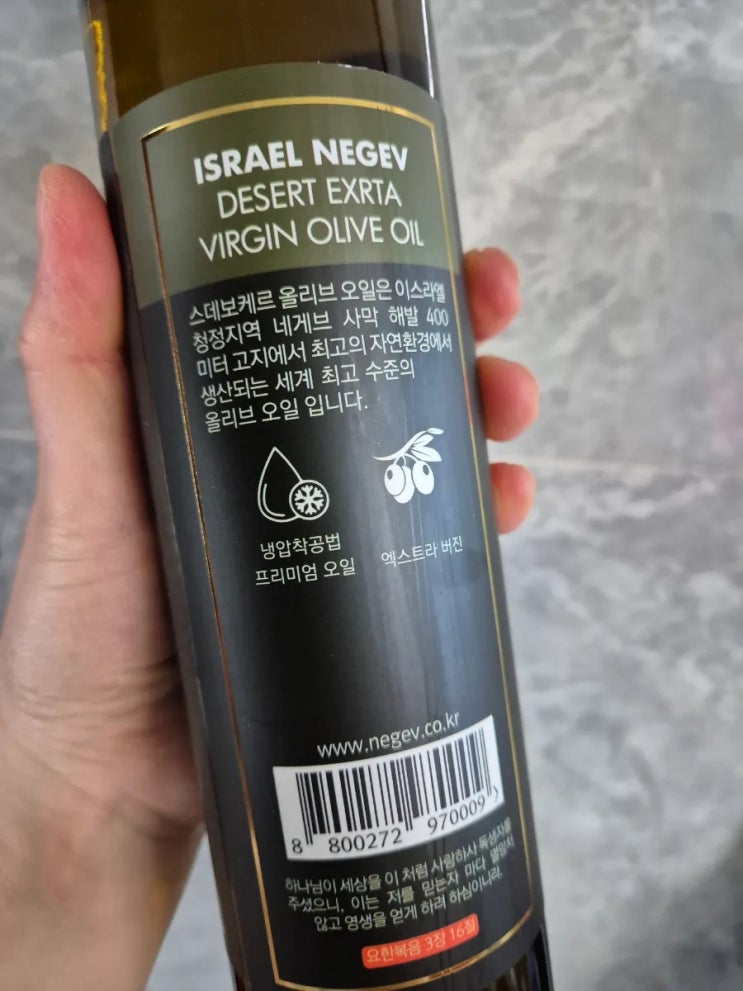 ISRAEL NEGEV
DESERT EXRTA
VIRGIN OLIVE OIL
스데보케르 올리브 오일은 이스라엘
청정지역 네게브 사막 해발 400
미터 고지에서 최고의 자연환경에서
생산되는 세계 최고 수준의
올리브 오일 입니다.
냉압착공법
프리미엄 오일
엑스트라 버진
www.negev.co.kr
8 800272 970009
하나님이 세상을 이 처럼 사랑하사 독생자를
주셨으니, 이는 저를 믿는자 마다 멸망치
않고 영생을 얻게 하려 하심이니라.
요한복음 3장 16절